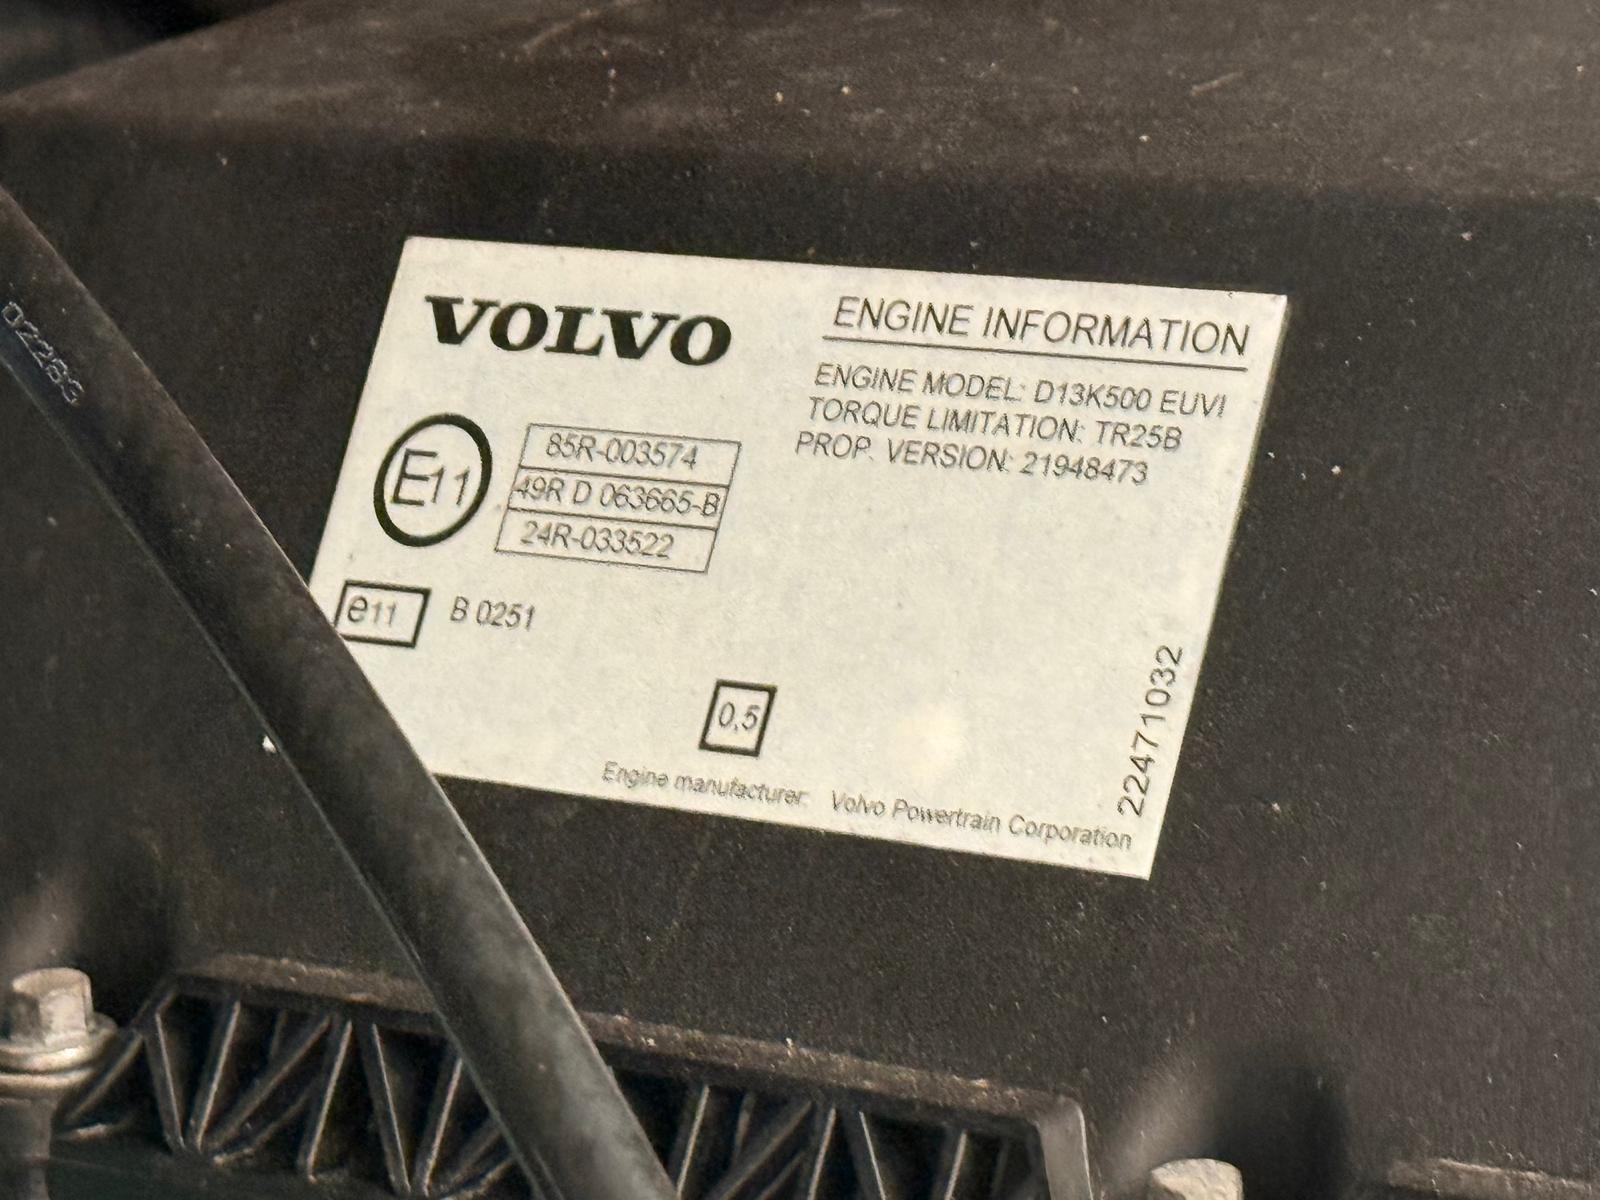 VOLVO
ENGINE INFORMATION
ENGINE MODEL: D13K500 EUVI
TORQUE LIMITATION: TR25B
PROP. VERSION: 21948473
E11
85R-003574
49R D 063665-B
24R-033522
e11 B 0251
0,5
Engine manufacturer: Volvo Powertrain Corporation
22471032